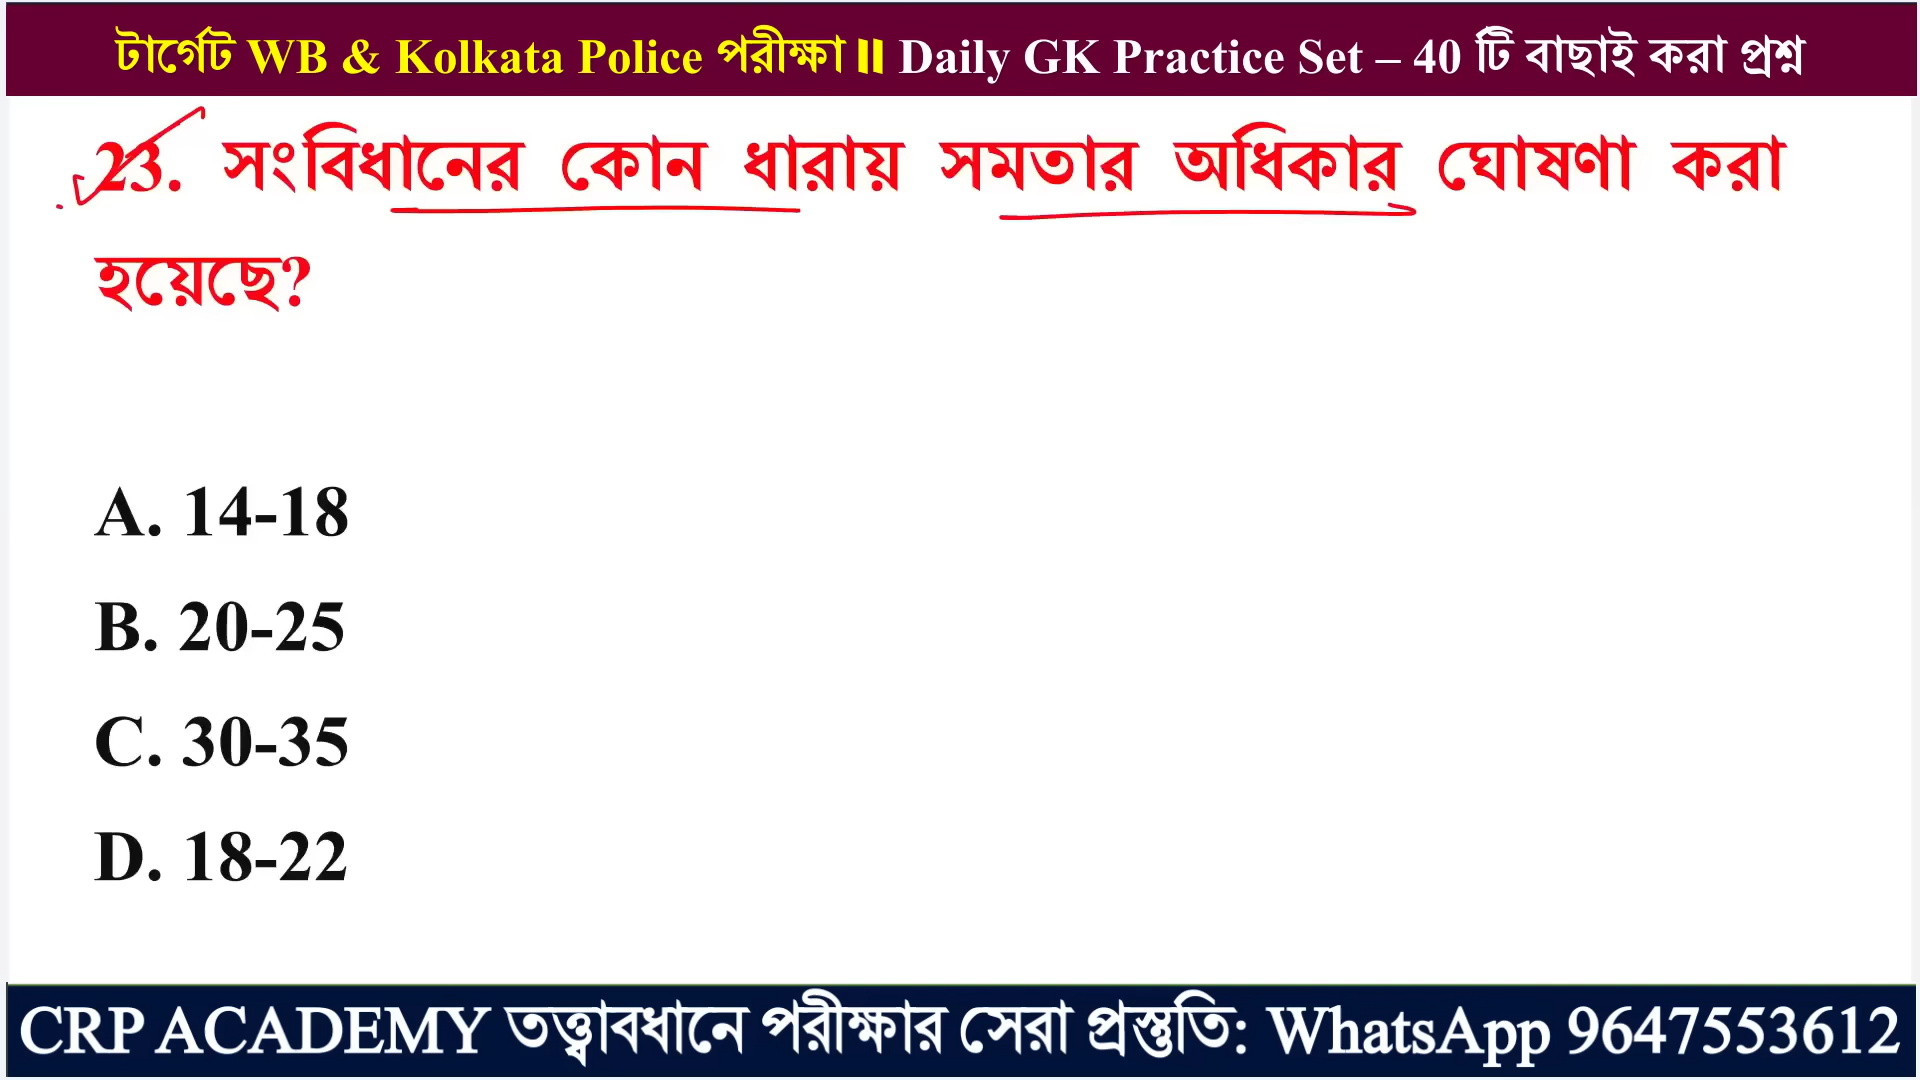 টার্গেট WB & Kolkata Police পরীক্ষা॥ Daily GK Practice Set – 40 টি বাছাই করা প্রশ্ন
23. সংবিধানের কোন ধারায় সমতার অধিকার ঘোষণা করা
হয়েছে?
A. 14-18
B. 20-25
C. 30-35
D. 18-22
CRP ACADEMY তত্ত্বাবধানে পরীক্ষার সেরা প্রস্তুতি: WhatsApp 9647553612